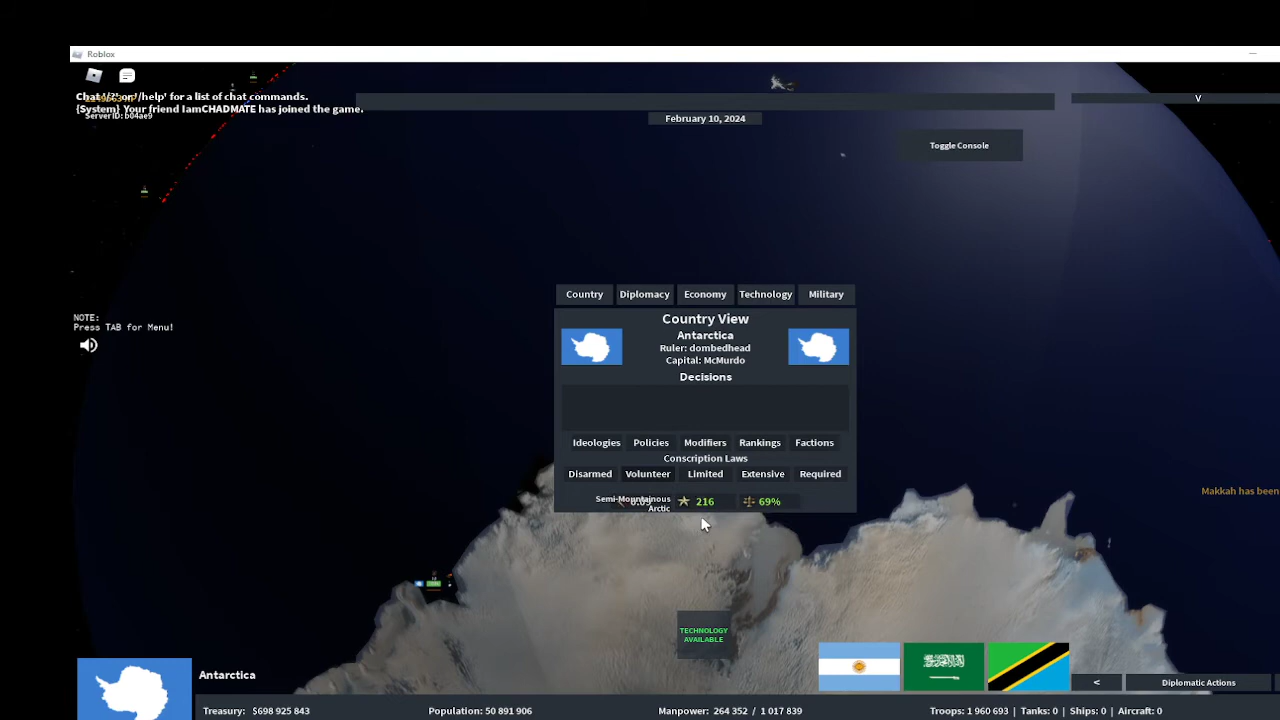 Roblox
Chat '/?' or '/help' for a list of chat commands.
{System} Your friend IamCHADMATE has joined the game.
Server ID: b04ae9
V
February 10, 2024
Toggle Console
NOTE:
Press TAB for Menu!
Country Diplomacy Economy Technology Military
Country View
Antarctica
Ruler: dombedhead
Capital: McMurdo
Decisions
Ideologies Policies Modifiers Rankings Factions
Conscription Laws
Disarmed Volunteer Limited Extensive Required
Semi-Mountainous
Arctic
216 69%
Makkah has been
TECHNOLOGY
AVAILABLE
Antarctica
< Diplomatic Actions
Treasury: $698 925 843 Population: 50 891 906 Manpower: 264 352 / 1 017 839 Troops: 1 960 693 | Tanks: 0 | Ships: 0 | Aircraft: 0